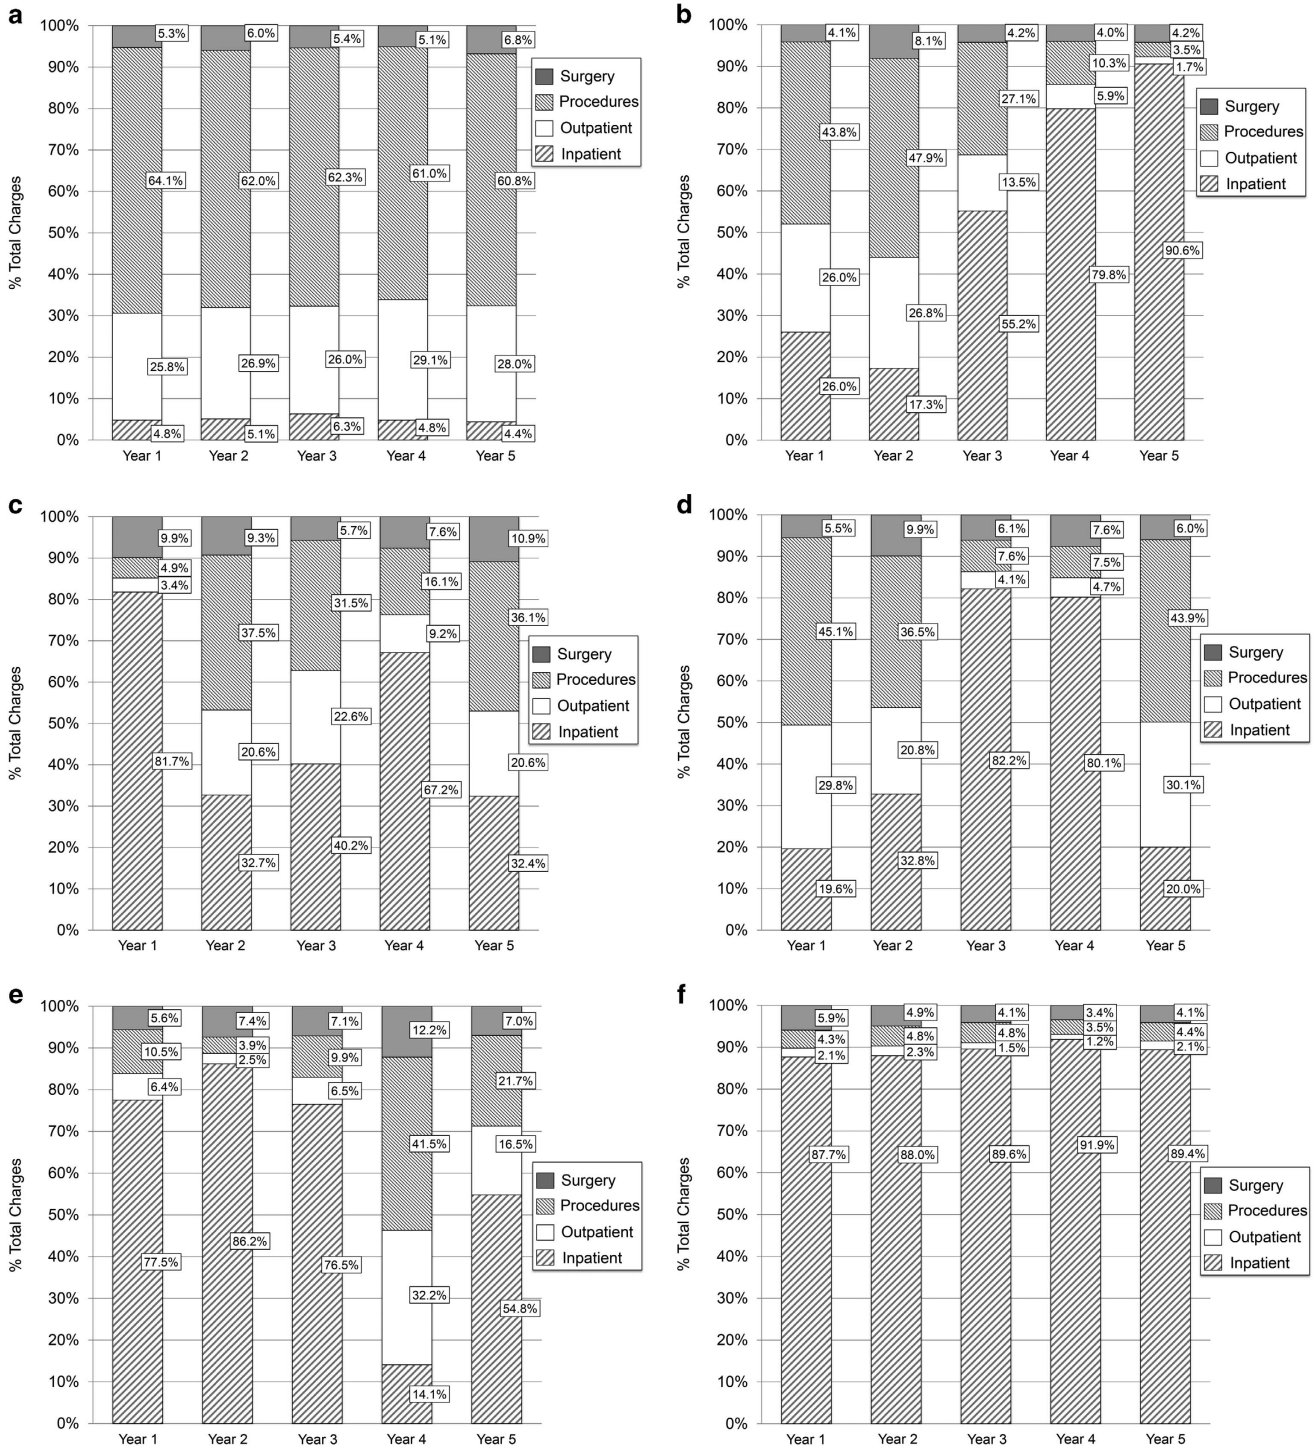 a
% Total Charges
100%
90%
80%
70%
60%
50%
40%
30%
20%
10%
0%
5.3% 6.0% 5.4% 5.1% 6.8%
64.1% 62.0% 62.3% 61.0% 60.8%
25.8% 26.9% 26.0% 29.1% 28.0%
4.8% 5.1% 6.3% 4.8% 4.4%
Year 1 Year 2 Year 3 Year 4 Year 5
Surgery
Procedures
Outpatient
Inpatient
b
% Total Charges
100%
90%
80%
70%
60%
50%
40%
30%
20%
10%
0%
4.1% 8.1% 4.2% 4.0% 4.2%
43.8% 47.9% 27.1% 10.3% 3.5%
26.0% 26.8% 13.5% 5.9% 1.7%
26.0% 17.3% 55.2% 79.8% 90.6%
Year 1 Year 2 Year 3 Year 4 Year 5
Surgery
Procedures
Outpatient
Inpatient
c
% Total Charges
100%
90%
80%
70%
60%
50%
40%
30%
20%
10%
0%
9.9% 9.3% 5.7% 7.6% 10.9%
4.9% 37.5% 31.5% 16.1% 36.1%
3.4% 20.6% 22.6% 9.2% 20.6%
81.7% 32.7% 40.2% 67.2% 32.4%
Year 1 Year 2 Year 3 Year 4 Year 5
Surgery
Procedures
Outpatient
Inpatient
d
% Total Charges
100%
90%
80%
70%
60%
50%
40%
30%
20%
10%
0%
5.5% 9.9% 6.1% 7.6% 6.0%
45.1% 36.5% 7.6% 7.5% 43.9%
29.8% 20.8% 4.1% 4.7% 30.1%
19.6% 32.8% 82.2% 80.1% 20.0%
Year 1 Year 2 Year 3 Year 4 Year 5
Surgery
Procedures
Outpatient
Inpatient
e
% Total Charges
100%
90%
80%
70%
60%
50%
40%
30%
20%
10%
0%
5.6% 7.4% 7.1% 12.2% 7.0%
10.5% 3.9% 9.9% 41.5% 21.7%
6.4% 2.5% 6.5% 32.2% 16.5%
77.5% 86.2% 76.5% 14.1% 54.8%
Year 1 Year 2 Year 3 Year 4 Year 5
Surgery
Procedures
Outpatient
Inpatient
f
% Total Charges
100%
90%
80%
70%
60%
50%
40%
30%
20%
10%
0%
5.9% 4.9% 4.1% 3.4% 4.1%
4.3% 4.8% 4.8% 3.5% 4.4%
2.1% 2.3% 1.5% 1.2% 2.1%
87.7% 88.0% 89.6% 91.9% 89.4%
Year 1 Year 2 Year 3 Year 4 Year 5
Surgery
Procedures
Outpatient
Inpatient